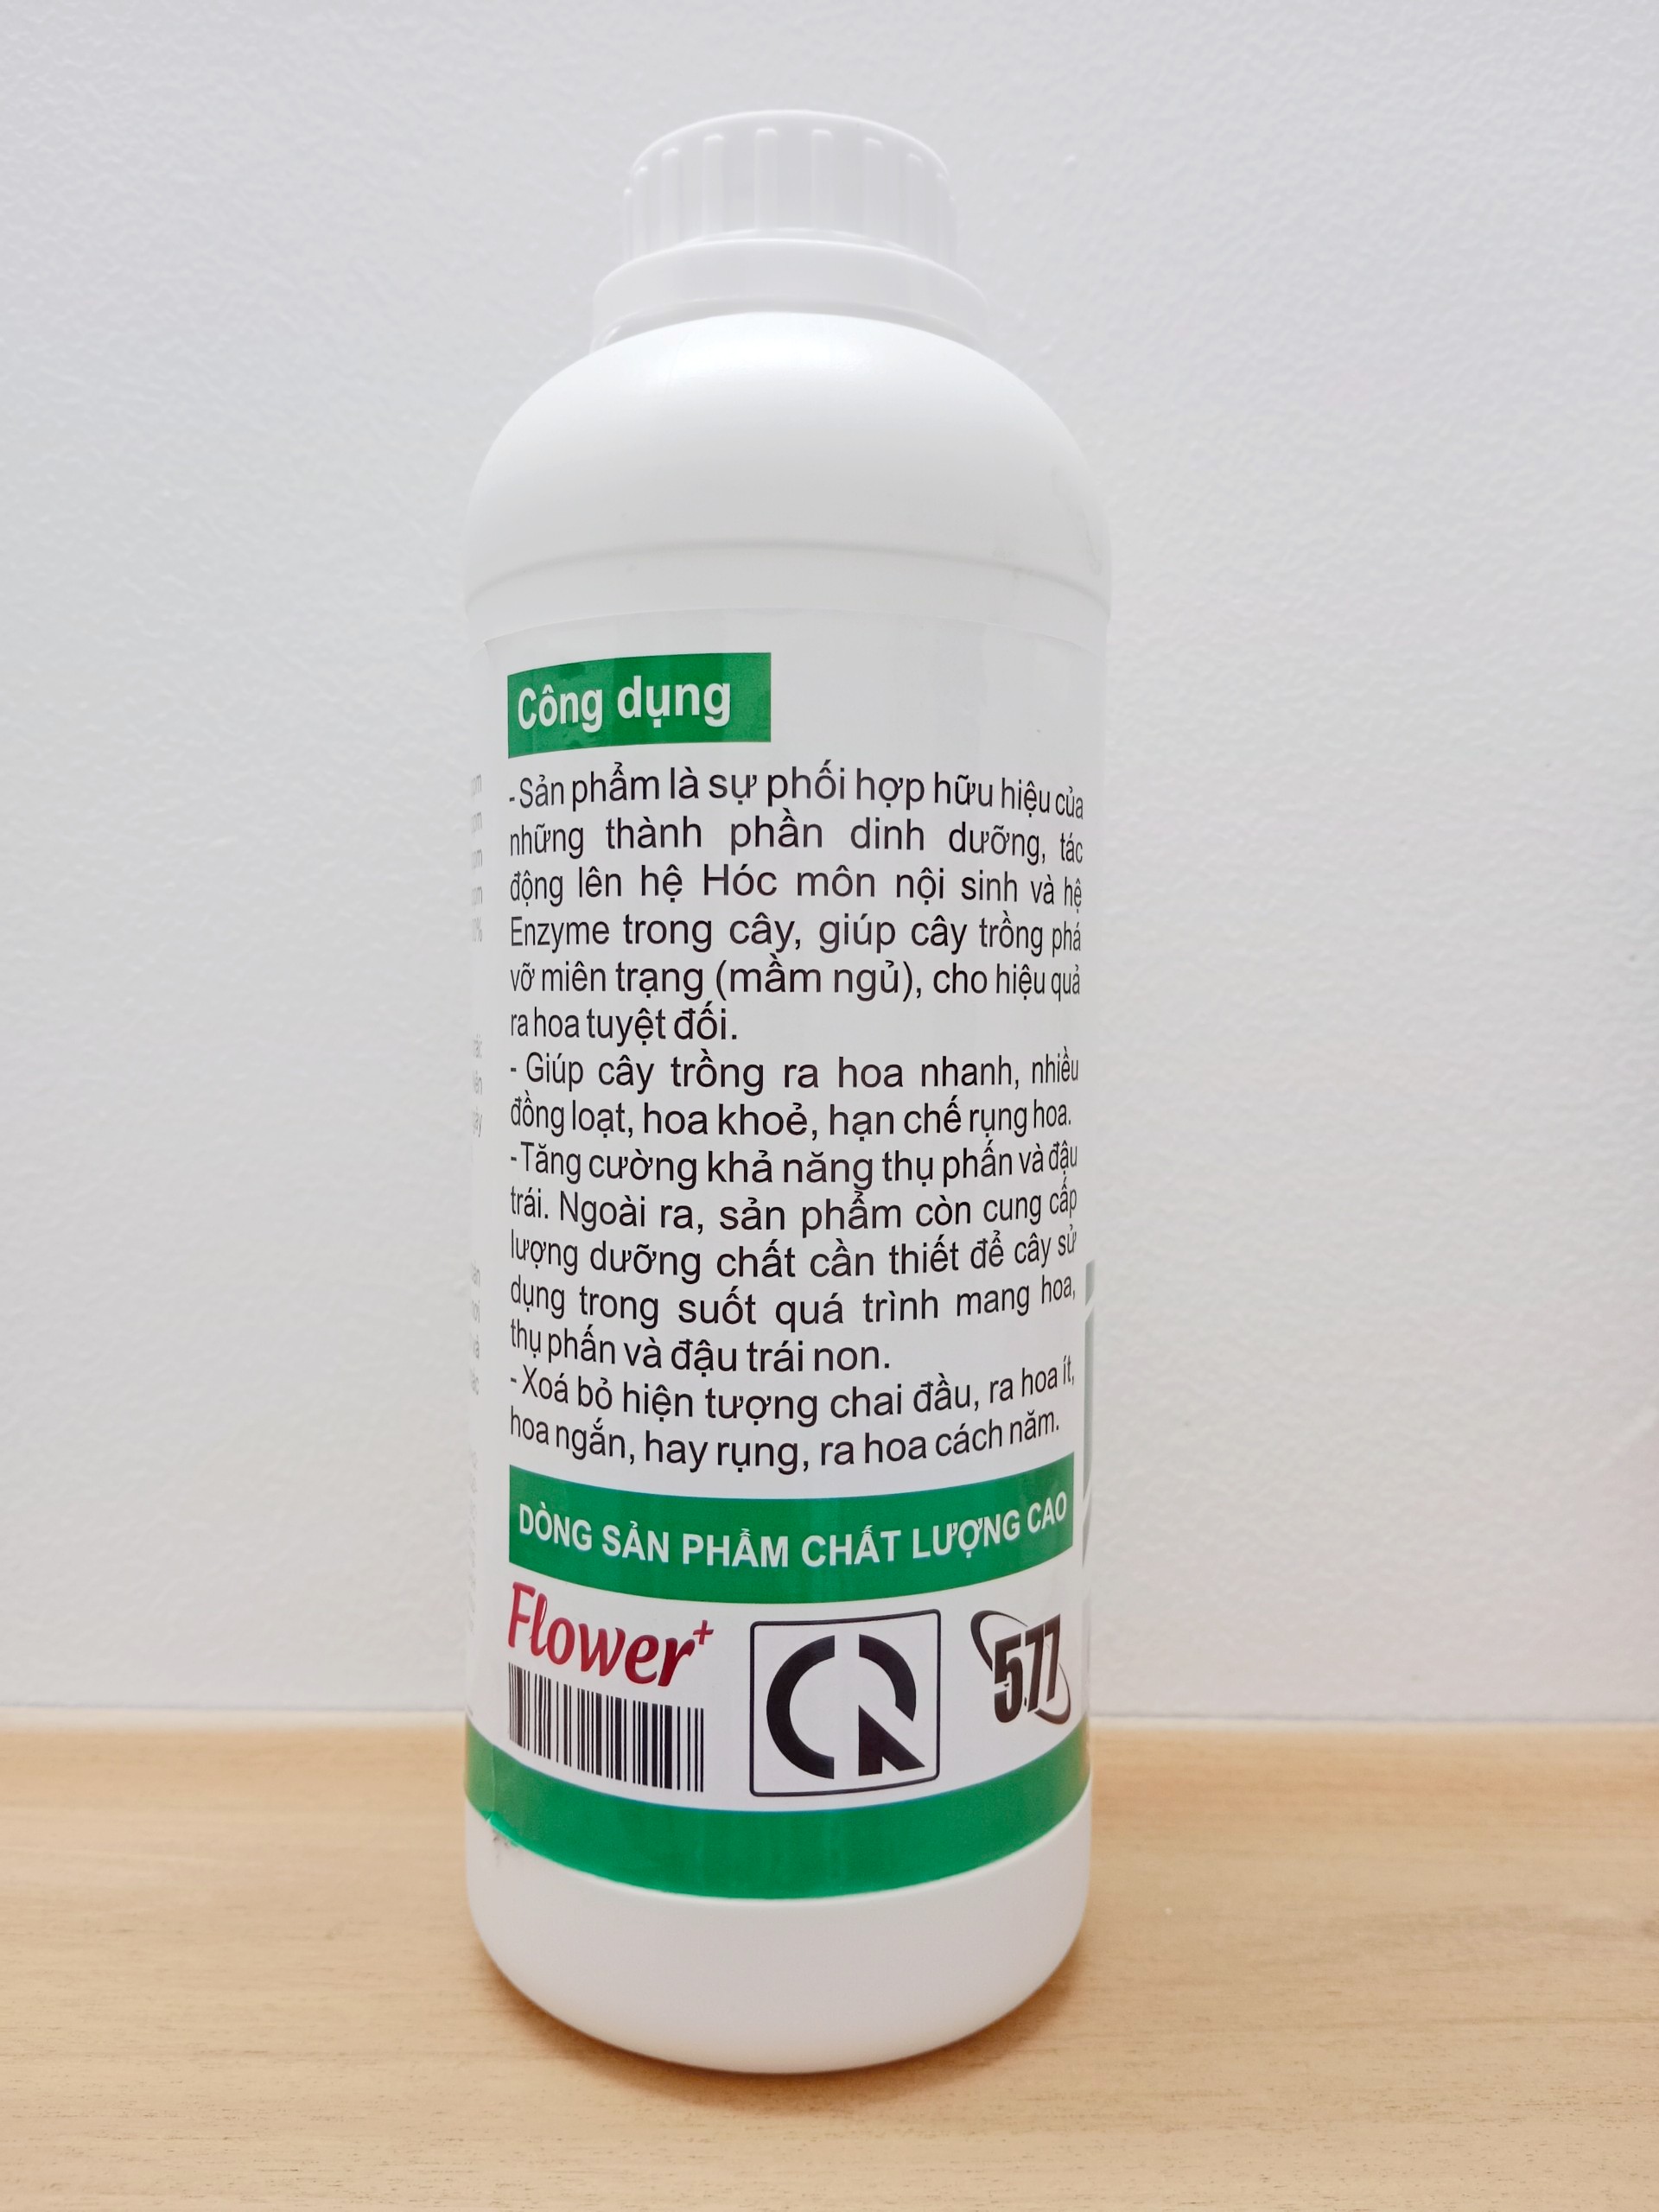 Công dụng
- Sản phẩm là sự phối hợp hữu hiệu của
những thành phần dinh dưỡng, tác
động lên hệ Hóc môn nội sinh và hệ
Enzyme trong cây, giúp cây trồng phá
vỡ miên trạng (mầm ngủ), cho hiệu quả
ra hoa tuyệt đối.
- Giúp cây trồng ra hoa nhanh, nhiều
đồng loạt, hoa khoẻ, hạn chế rụng hoa.
- Tăng cường khả năng thụ phấn và đậu
trái. Ngoài ra, sản phẩm còn cung cấp
lượng dưỡng chất cần thiết để cây sử
dụng trong suốt quá trình mang hoa,
thụ phấn và đậu trái non.
- Xoá bỏ hiện tượng chai đầu, ra hoa ít,
hoa ngắn, hay rụng, ra hoa cách năm.
DÒNG SẢN PHẨM CHẤT LƯỢNG CAO
Flower+
CR
577